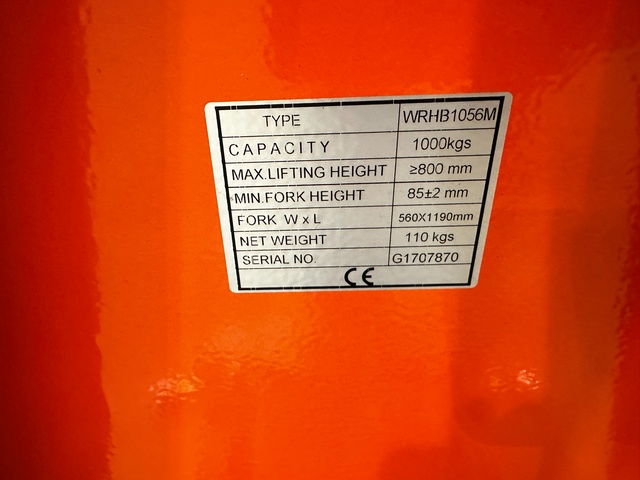 TYPE WRHB1056M
CAPACITY 1000kgs
MAX.LIFTING HEIGHT ≥800 mm
MIN.FORK HEIGHT 85±2 mm
FORK W x L 560X1190mm
NET WEIGHT 110 kgs
SERIAL NO. G1707870
CE